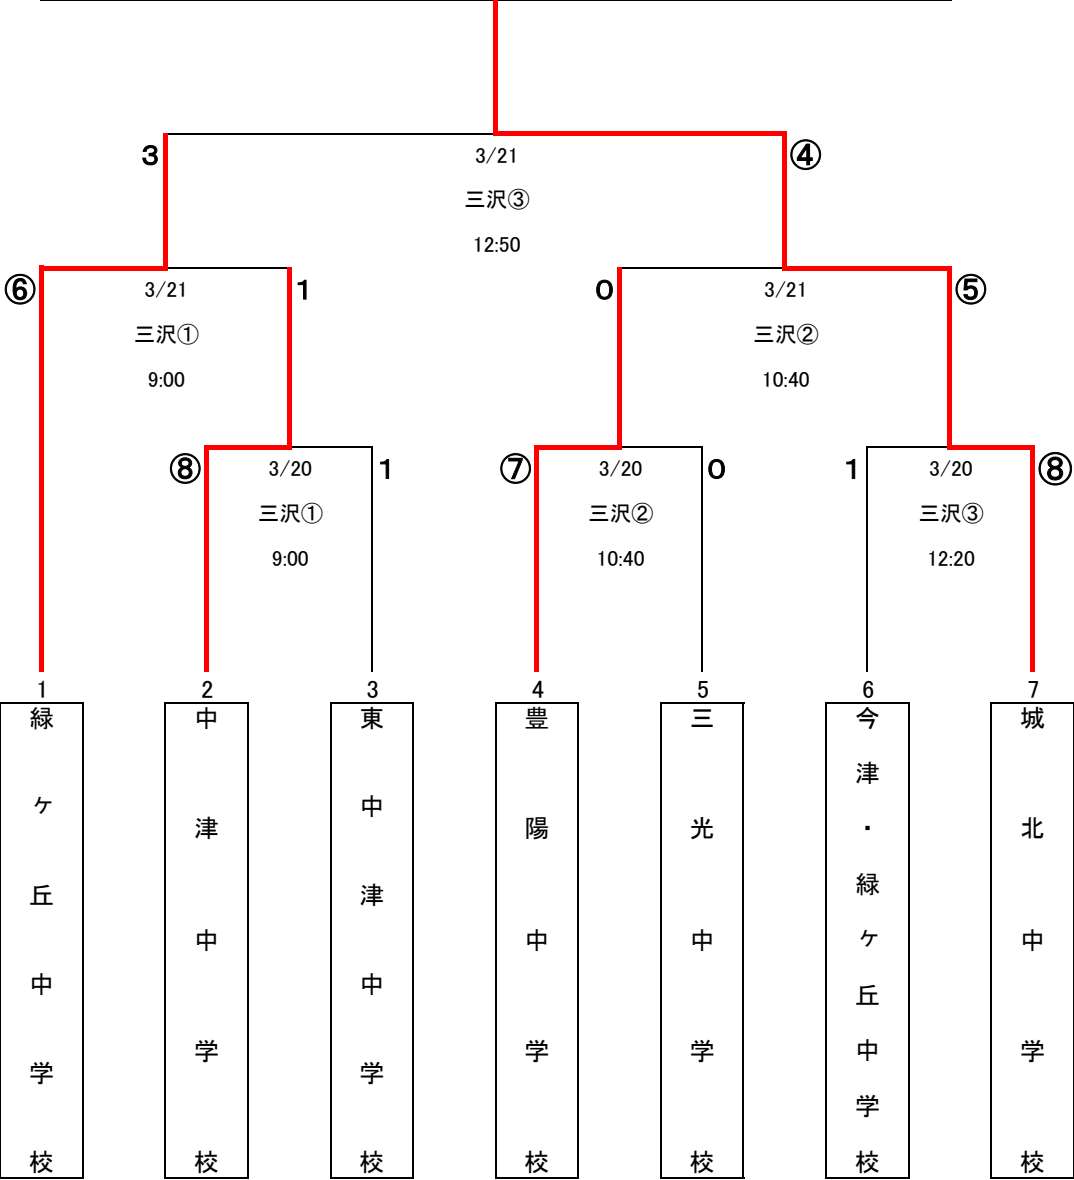 3
3/21
④
三沢③
12:50
⑥
3/21
1
0
3/21
⑤
三沢①
三沢②
9:00
10:40
⑧
3/20
1
⑦
3/20
0
1
3/20
⑧
三沢①
三沢②
三沢③
9:00
10:40
12:20
1
2
3
4
5
6
7
緑ケ丘中学校
中津中学校
東中津中学校
豊陽中学校
三光中学校
今津・緑ケ丘中学校
城北中学校